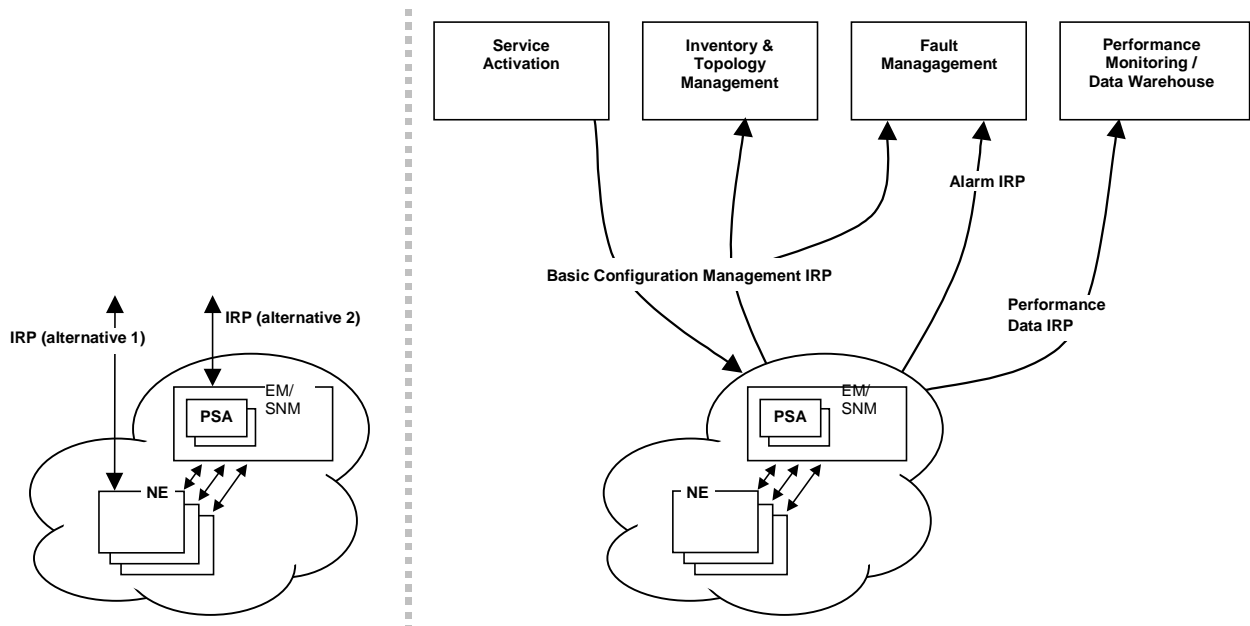 IRP (alternative 1)
IRP (alternative 2)
EM/
SNM
PSA
NE
Service
Activation
Inventory &
Topology
Management
Fault
Managagement
Performance
Monitoring /
Data Warehouse
Alarm IRP
Basic Configuration Management IRP
Performance
Data IRP
EM/
SNM
PSA
NE